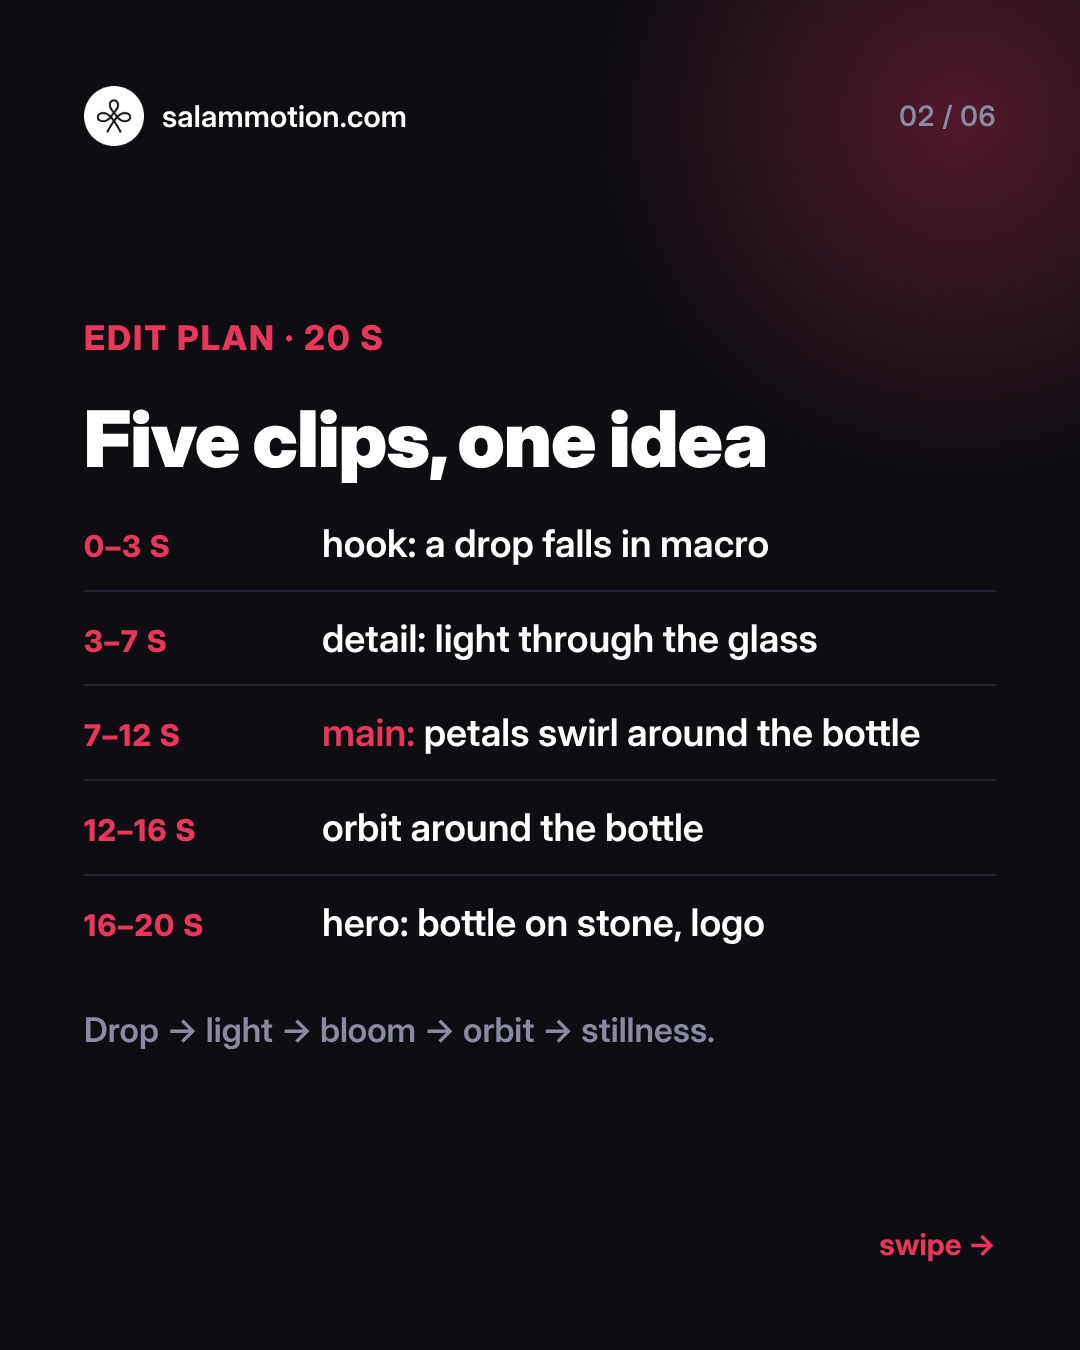 salammotion.com
02 / 06
EDIT PLAN · 20 S
Five clips, one idea
0–3 S hook: a drop falls in macro
3–7 S detail: light through the glass
7–12 S main: petals swirl around the bottle
12–16 S orbit around the bottle
16–20 S hero: bottle on stone, logo
Drop → light → bloom → orbit → stillness.
swipe →